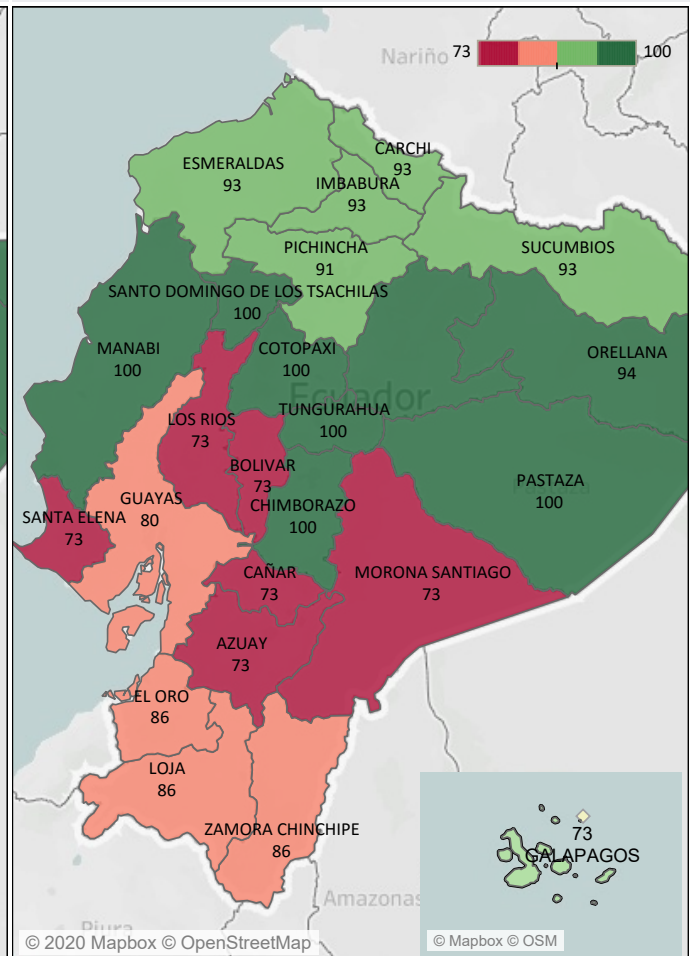 Nariño
73
100
CARCHI
93
ESMERALDAS
93
IMBABURA
93
PICHINCHA
91
SUCUMBIOS
93
SANTO DOMINGO DE LOS TSACHILAS
100
MANABI
100
COTOPAXI
100
ORELLANA
94
Ecuador
TUNGURAHUA
100
LOS RIOS
73
BOLIVAR
73
PASTAZA
100
GUAYAS
80
CHIMBORAZO
100
SANTA ELENA
73
CAÑAR
73
MORONA SANTIAGO
73
AZUAY
73
EL ORO
86
LOJA
86
ZAMORA CHINCHIPE
86
73
GALAPAGOS
Amazonas
Piura
© 2020 Mapbox © OpenStreetMap
© Mapbox © OSM